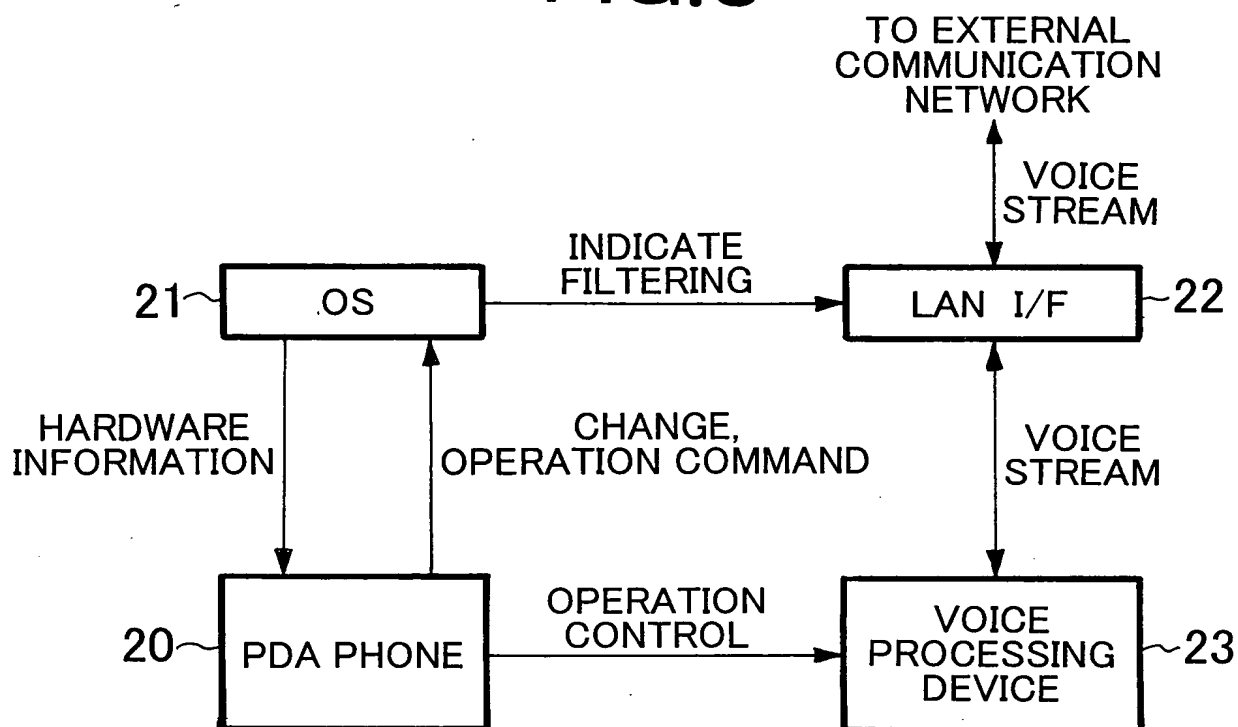 TO EXTERNAL
COMMUNICATION
NETWORK
VOICE
STREAM
INDICATE
FILTERING
21
OS
LAN I/F
22
HARDWARE
INFORMATION
CHANGE,
OPERATION COMMAND
VOICE
STREAM
20
PDA PHONE
OPERATION
CONTROL
VOICE
PROCESSING
DEVICE
23